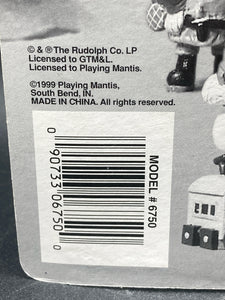 © & ® The Rudolph Co. LP
Licensed to GTM&L.
Licensed to Playing Mantis.
©1999 Playing Mantis,
South Bend, IN.
MADE IN CHINA. All rights reserved.
0 90733 06750 0
MODEL # 6750